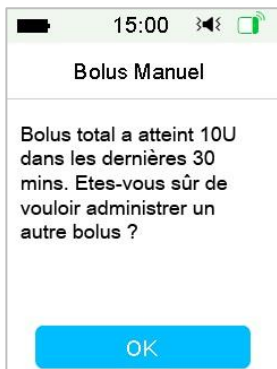 15:00
Bolus Manuel
Bolus total a atteint 10U
dans les dernières 30
mins. Etes-vous sûr de
vouloir administrer un
autre bolus ?
OK